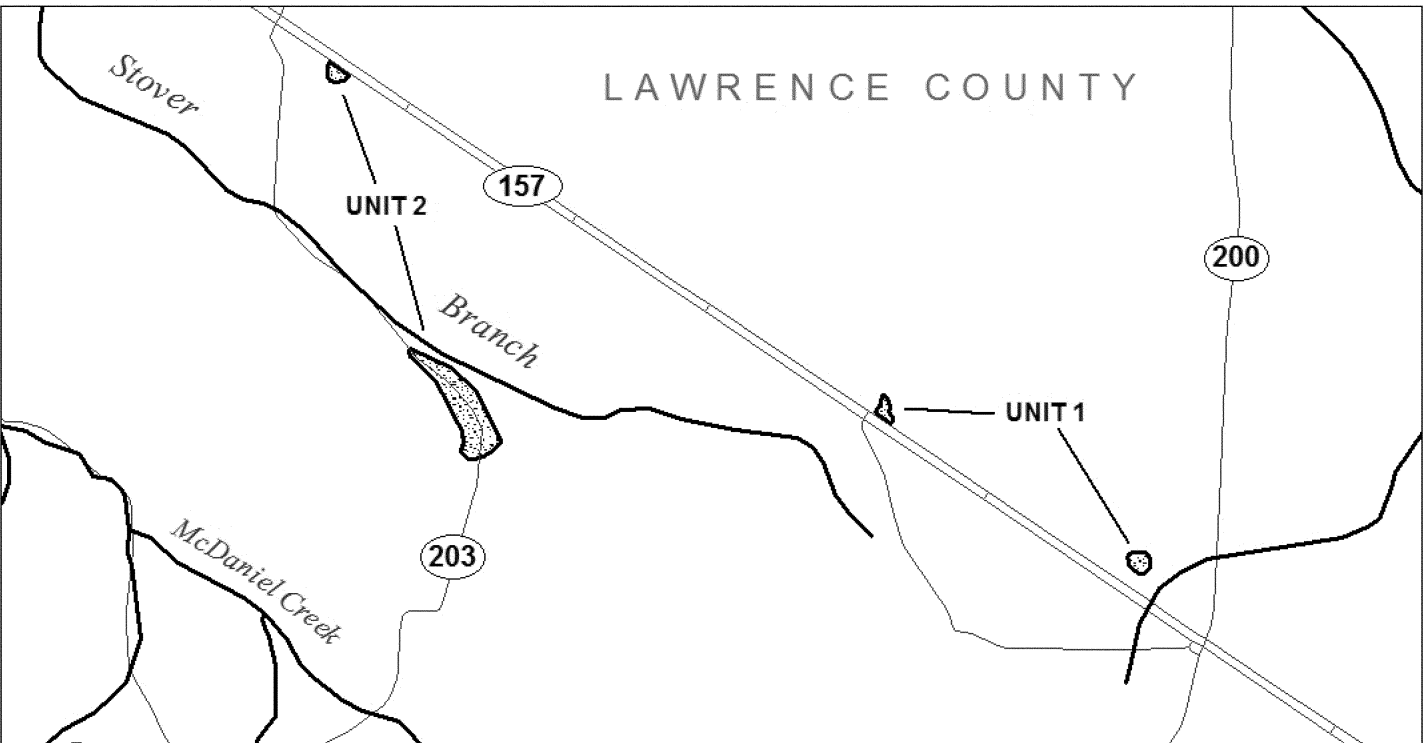 Stover
LAWRENCE COUNTY
157
UNIT 2
200
Branch
UNIT 1
203
McDaniel Creek